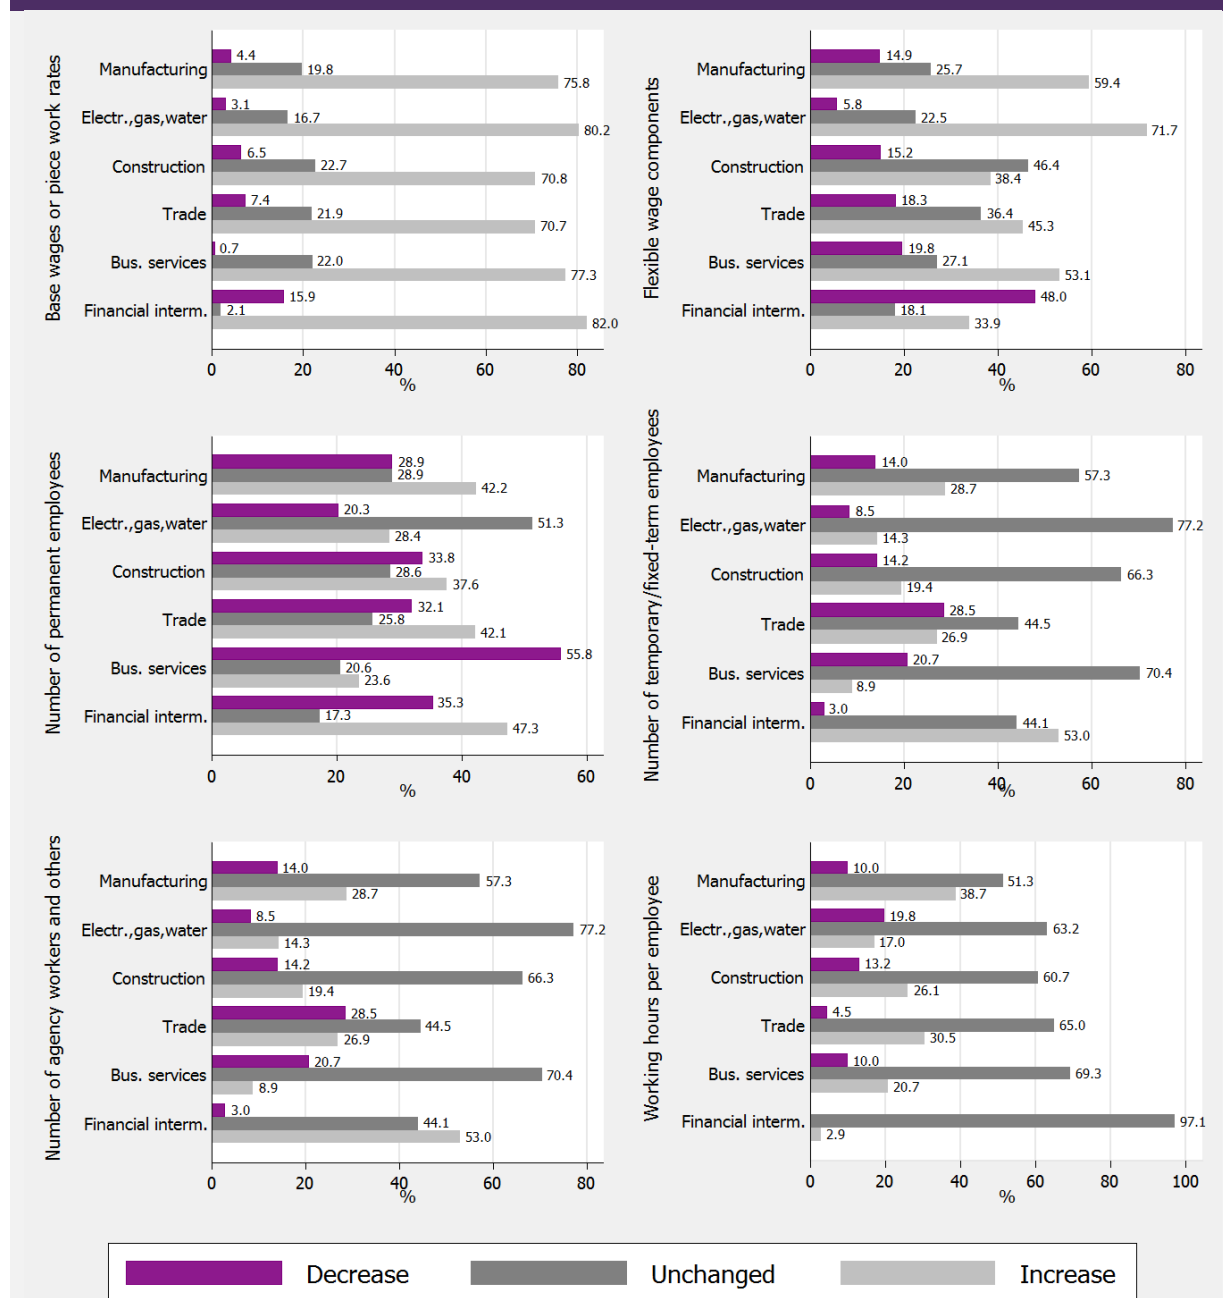 Base wages or piece work rates
Manufacturing
4.4
19.8
75.8
Electr.,gas,water
3.1
16.7
80.2
Construction
6.5
22.7
70.8
Trade
7.4
21.9
70.7
Bus. services
0.7
22.0
77.3
Financial interm.
15.9
2.1
82.0
0 20 40 60 80
%
Flexible wage components
Manufacturing
14.9
25.7
59.4
Electr.,gas,water
5.8
22.5
71.7
Construction
15.2
46.4
38.4
Trade
18.3
36.4
45.3
Bus. services
19.8
27.1
53.1
Financial interm.
48.0
18.1
33.9
0 20 40 60 80
%
Number of permanent employees
Manufacturing
28.9
28.9
42.2
Electr.,gas,water
20.3
51.3
28.4
Construction
33.8
28.6
37.6
Trade
32.1
25.8
42.1
Bus. services
55.8
20.6
23.6
Financial interm.
35.3
17.3
47.3
0 20 40 60
%
Number of temporary/fixed-term employees
Manufacturing
14.0
57.3
28.7
Electr.,gas,water
8.5
77.2
14.3
Construction
14.2
66.3
19.4
Trade
28.5
44.5
26.9
Bus. services
20.7
70.4
8.9
Financial interm.
3.0
44.1
53.0
0 20 40 60 80
%
Number of agency workers and others
Manufacturing
14.0
57.3
28.7
Electr.,gas,water
8.5
77.2
14.3
Construction
14.2
66.3
19.4
Trade
28.5
44.5
26.9
Bus. services
20.7
70.4
8.9
Financial interm.
3.0
44.1
53.0
0 20 40 60 80
%
Working hours per employee
Manufacturing
10.0
51.3
38.7
Electr.,gas,water
19.8
63.2
17.0
Construction
13.2
60.7
26.1
Trade
4.5
65.0
30.5
Bus. services
10.0
69.3
20.7
Financial interm.
97.1
2.9
0 20 40 60 80 100
%
Decrease Unchanged Increase